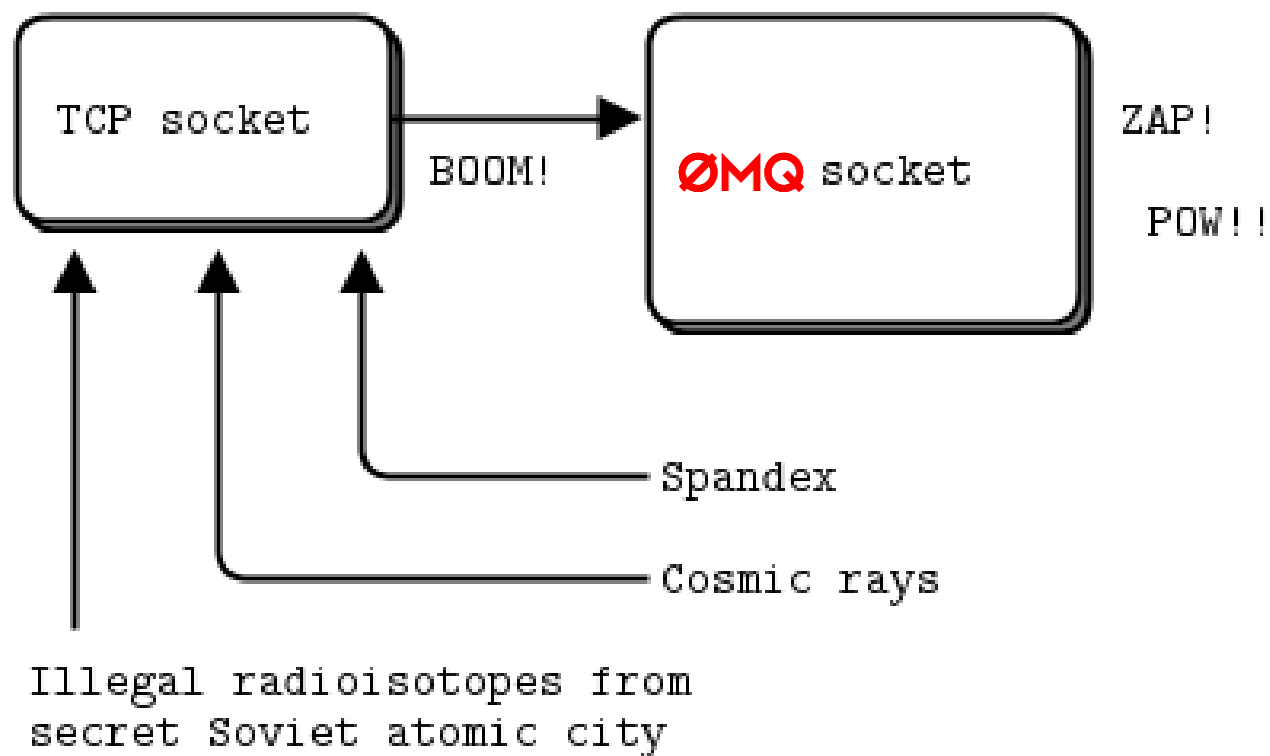 TCP socket
ZAP!
BOOM!
ØMQ socket
POW!!
Spandex
Cosmic rays
Illegal radioisotopes from
secret Soviet atomic city